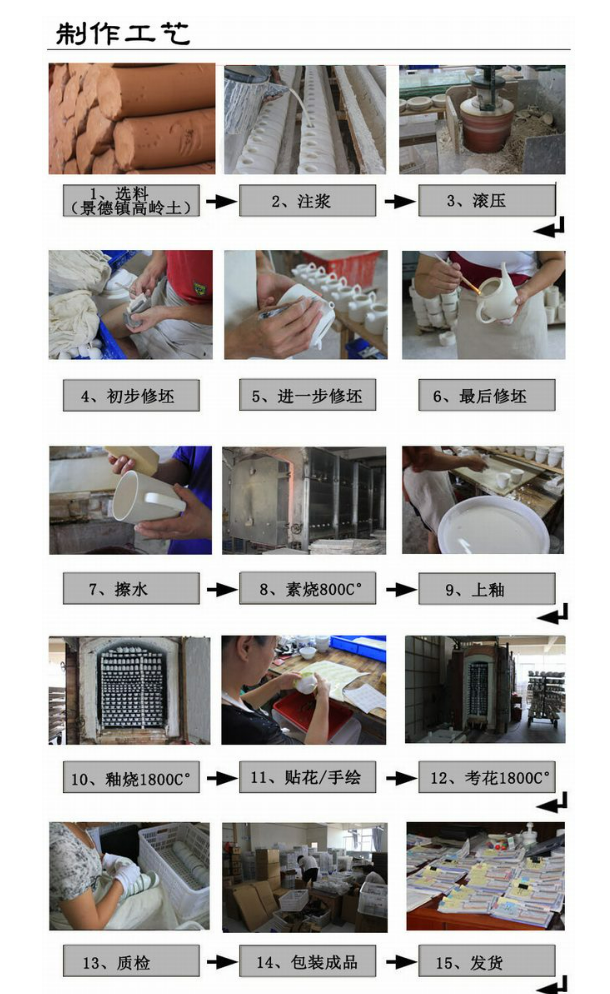 制作工艺
1、选料
（景德镇高岭土）
2、注浆
3、滚压
4、初步修坯
5、进一步修坯
6、最后修坯
7、擦水
8、素烧800C°
9、上釉
10、釉烧1800C°
11、贴花/手绘
12、考花1800C°
13、质检
14、包装成品
15、发货